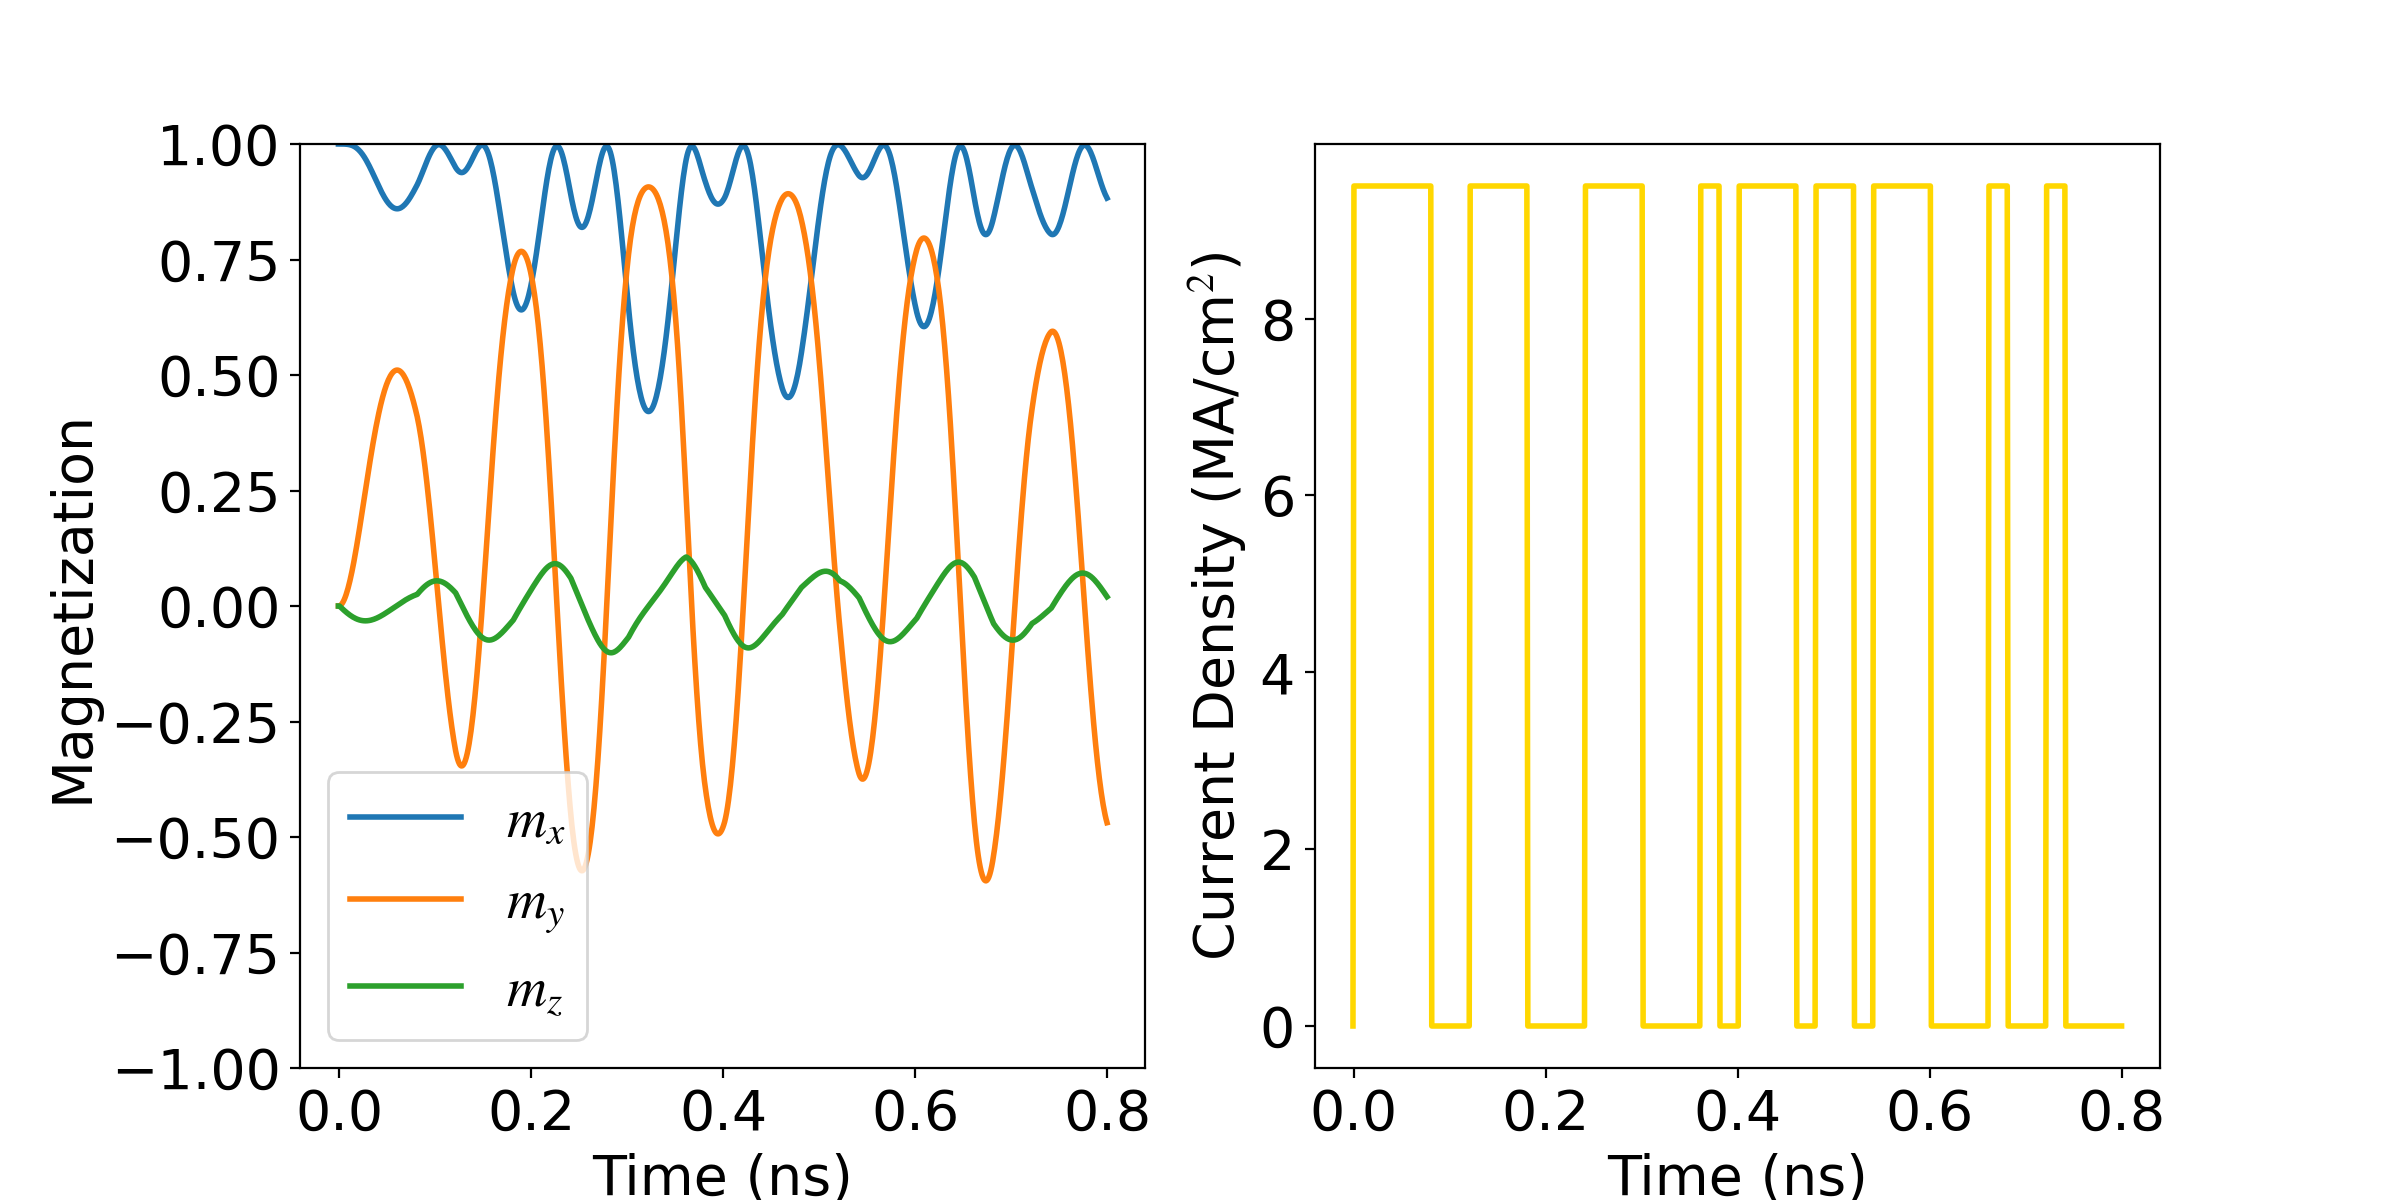 Magnetization
1.00
0.75
0.50
0.25
0.00
−0.25
−0.50
−0.75
−1.00
m_x
m_y
m_z
0.0 0.2 0.4 0.6 0.8
Time (ns)
Current Density (MA/cm²)
8
6
4
2
0
0.0 0.2 0.4 0.6 0.8
Time (ns)